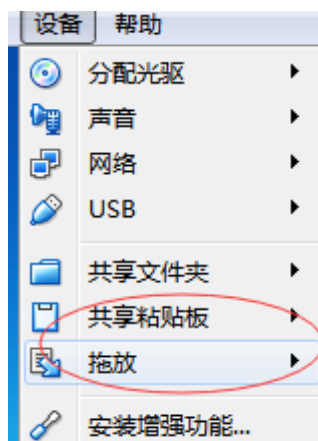 设备 帮助
分配光驱
声音
网络
USB
共享文件夹
共享粘贴板
拖放
安装增强功能...